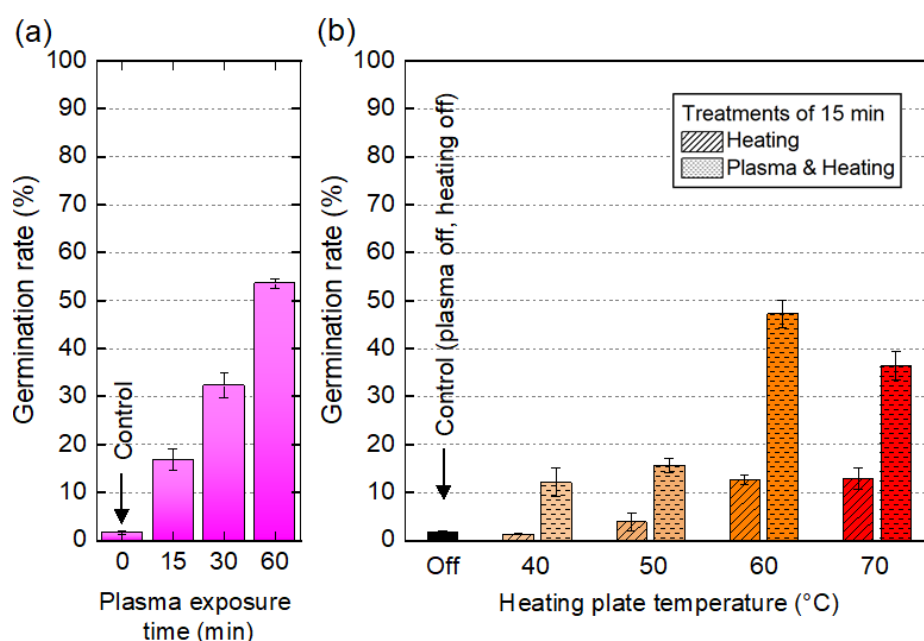 (a)
Germination rate (%)
100
90
80
70
60
50
40
30
20
10
0
Control
0 15 30 60
Plasma exposure
time (min)
(b)
Germination rate (%)
100
90
80
70
60
50
40
30
20
10
0
Control (plasma off, heating off)
Treatments of 15 min
Heating
Plasma & Heating
Off 40 50 60 70
Heating plate temperature (°C)